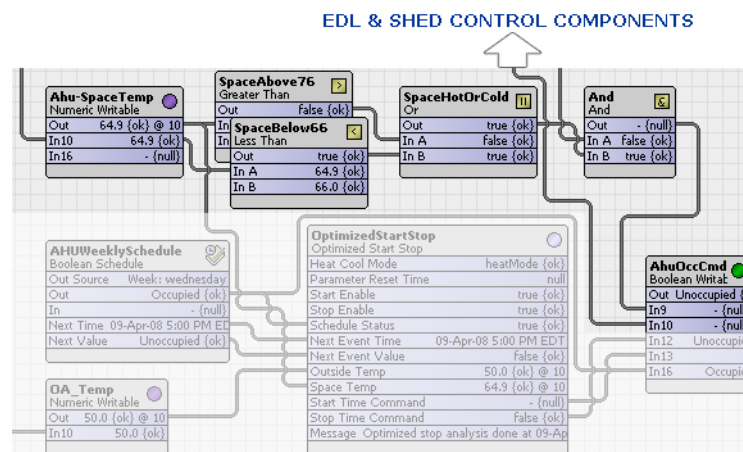 EDL & SHED CONTROL COMPONENTS
Ahu-SpaceTemp
Numeric Writable
Out 64.9 {ok} @ 10
In10 64.9 {ok}
In16 - {null}
SpaceAbove76
Greater Than
Out false {ok}
In
In
SpaceBelow66
Less Than
Out true {ok}
In A 64.9 {ok}
In B 66.0 {ok}
SpaceHotOrCold
Or
Out true {ok}
In A false {ok}
In B true {ok}
And
And
Out - {null}
In A false {ok}
In B true {ok}
AHUWeeklySchedule
Boolean Schedule
Out Source Week: wednesday
Out Occupied {ok}
In - {null}
Next Time 09-Apr-08 5:00 PM ED
Next Value Unoccupied {ok}
OA_Temp
Numeric Writable
Out 50.0 {ok} @ 10
In10 50.0 {ok}
OptimizedStartStop
Optimized Start Stop
Heat Cool Mode heatMode {ok}
Parameter Reset Time null
Start Enable true {ok}
Stop Enable true {ok}
Schedule Status true {ok}
Next Event Time 09-Apr-08 5:00 PM EDT
Next Event Value false {ok}
Outside Temp 50.0 {ok} @ 10
Space Temp 64.9 {ok} @ 10
Start Time Command - {null}
Stop Time Command false {ok}
Message Optimized stop analysis done at 09-Ap
AhuOccCmd
Boolean Writab
Out Unoccupied {
In9 - {nul
In10 - {nul
In12 Unoccupie
In13
In16 Occupie